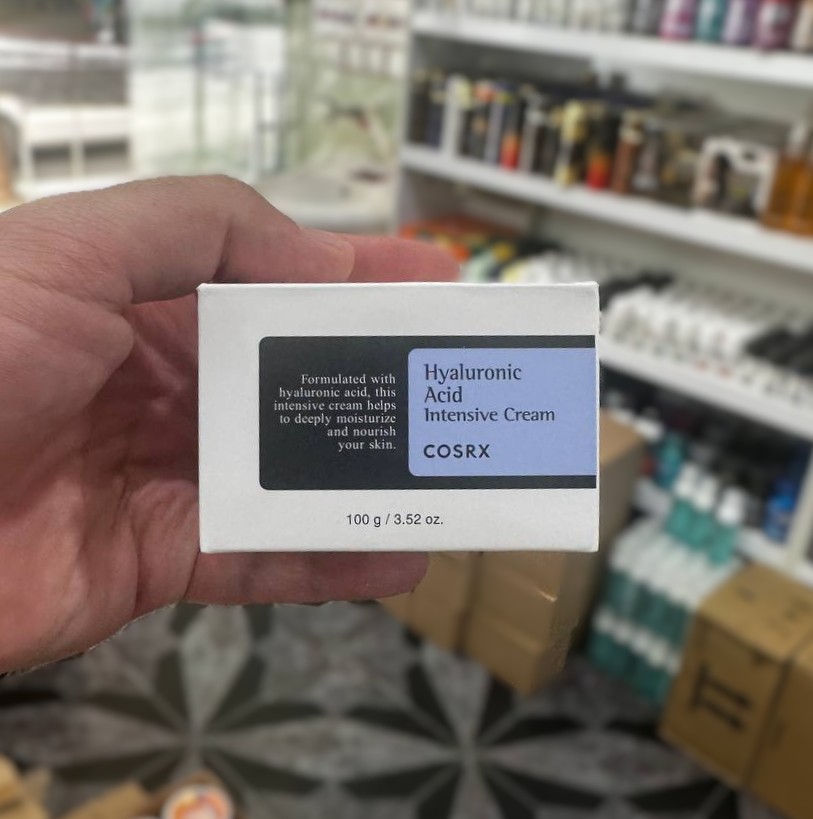 Formulated with
hyaluronic acid, this
intensive cream helps
to deeply moisturize
and nourish
your skin.
Hyaluronic
Acid
Intensive Cream
COSRX
100 g / 3.52 oz.